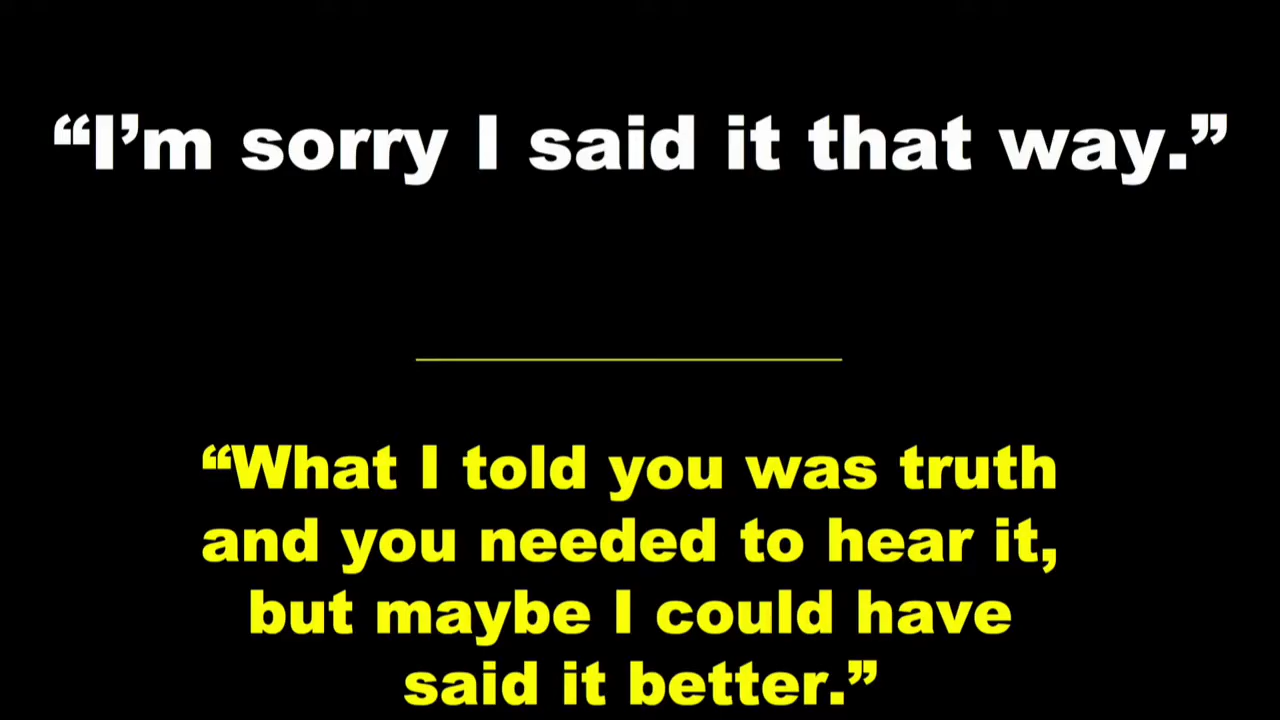 “I’m sorry I said it that way.”
“What I told you was truth
and you needed to hear it,
but maybe I could have
said it better.”